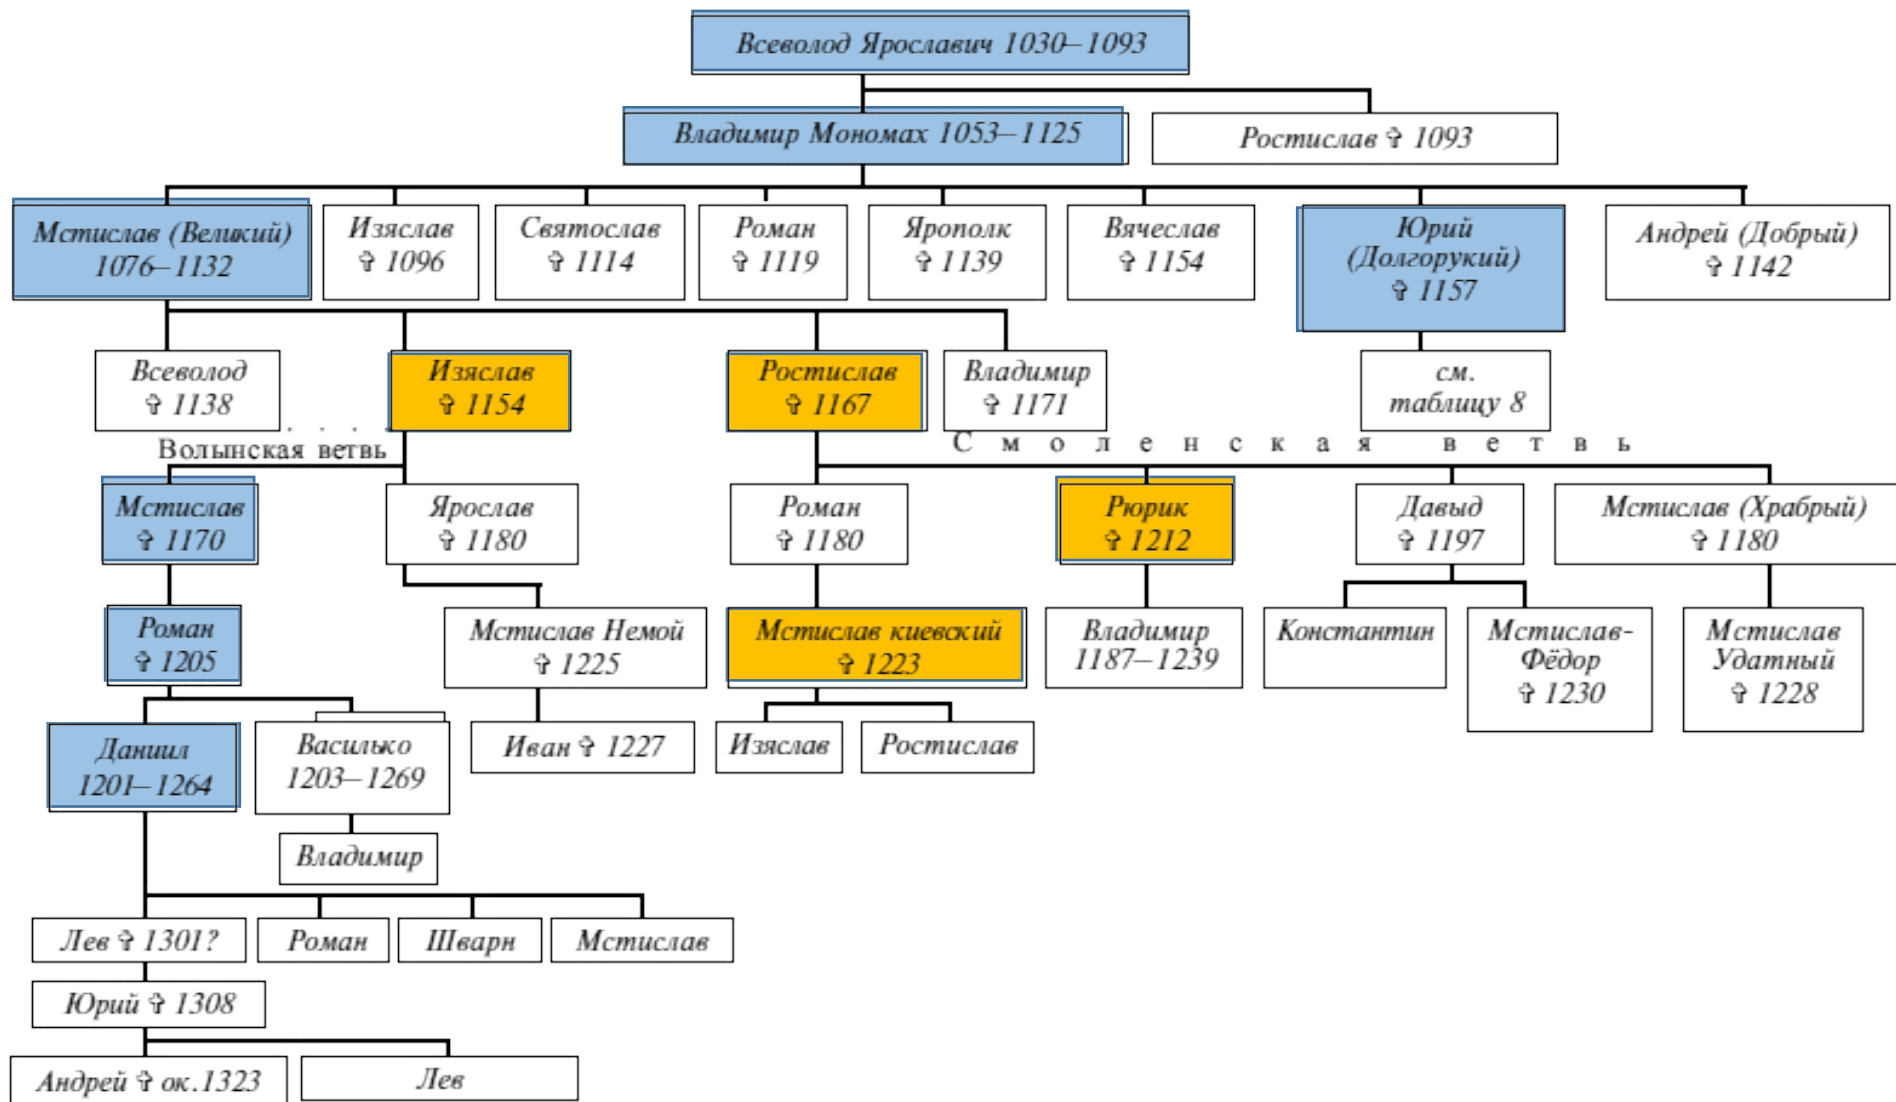 Всеволод Ярославич 1030–1093
Владимир Мономах 1053–1125
Ростислав ✞ 1093
Мстислав (Великий)
1076–1132
Изяслав
✞ 1096
Святослав
✞ 1114
Роман
✞ 1119
Ярополк
✞ 1139
Вячеслав
✞ 1154
Юрий
(Долгорукий)
✞ 1157
Андрей (Добрый)
✞ 1142
Всеволод
✞ 1138
Изяслав
✞ 1154
Ростислав
✞ 1167
Владимир
✞ 1171
см.
таблицу 8
Волынская ветвь
Смоленская ветвь
Мстислав
✞ 1170
Ярослав
✞ 1180
Роман
✞ 1180
Рюрик
✞ 1212
Давыд
✞ 1197
Мстислав (Храбрый)
✞ 1180
Роман
✞ 1205
Мстислав Немой
✞ 1225
Мстислав киевский
✞ 1223
Владимир
1187–1239
Константин
Мстислав-
Фёдор
✞ 1230
Мстислав
Удатный
✞ 1228
Даниил
1201–1264
Василько
1203–1269
Иван ✞ 1227
Изяслав
Ростислав
Владимир
Лев ✞ 1301?
Роман
Шварн
Мстислав
Юрий ✞ 1308
Андрей ✞ ок.1323
Лев